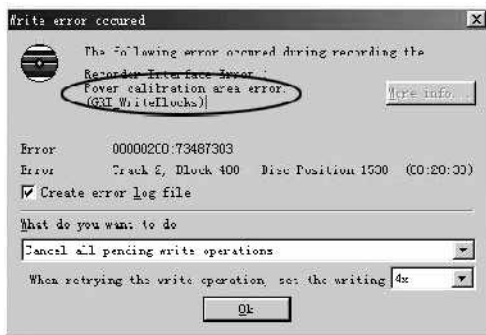 Write error occured
The following error occured during recording the
Recorder Interface Error :
Power calibration area error.
(GRT_WriteBlocks)
More info...
Error 00000200:73487303
Error Track 2, Block 400 Disc Position 1500 (00:20:00)
Create error log file
What do you want to do
Cancel all pending write operations
When retrying the write operation, set the writing 4x
Ok